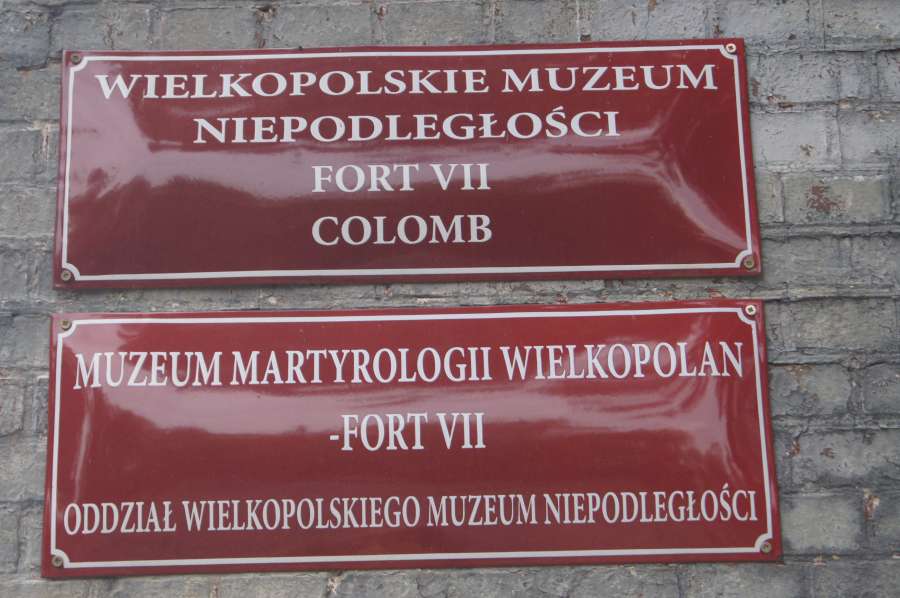 WIELKOPOLSKIE MUZEUM
NIEPODLEGŁOŚCI
FORT VII
COLOMB
MUZEUM MARTYROLOGII WIELKOPOLAN
-FORT VII
ODDZIAŁ WIELKOPOLSKIEGO MUZEUM NIEPODLEGŁOŚCI